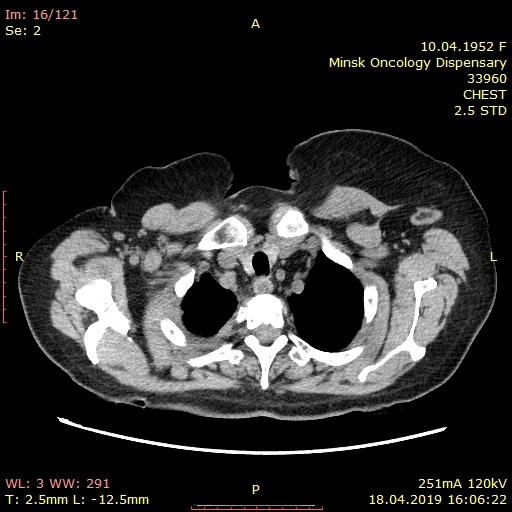 Im: 16/121
Se: 2
A
10.04.1952 F
Minsk Oncology Dispensary
33960
CHEST
2.5 STD
R
L
WL: 3 WW: 291
T: 2.5mm L: -12.5mm
P
251mA 120kV
18.04.2019 16:06:22